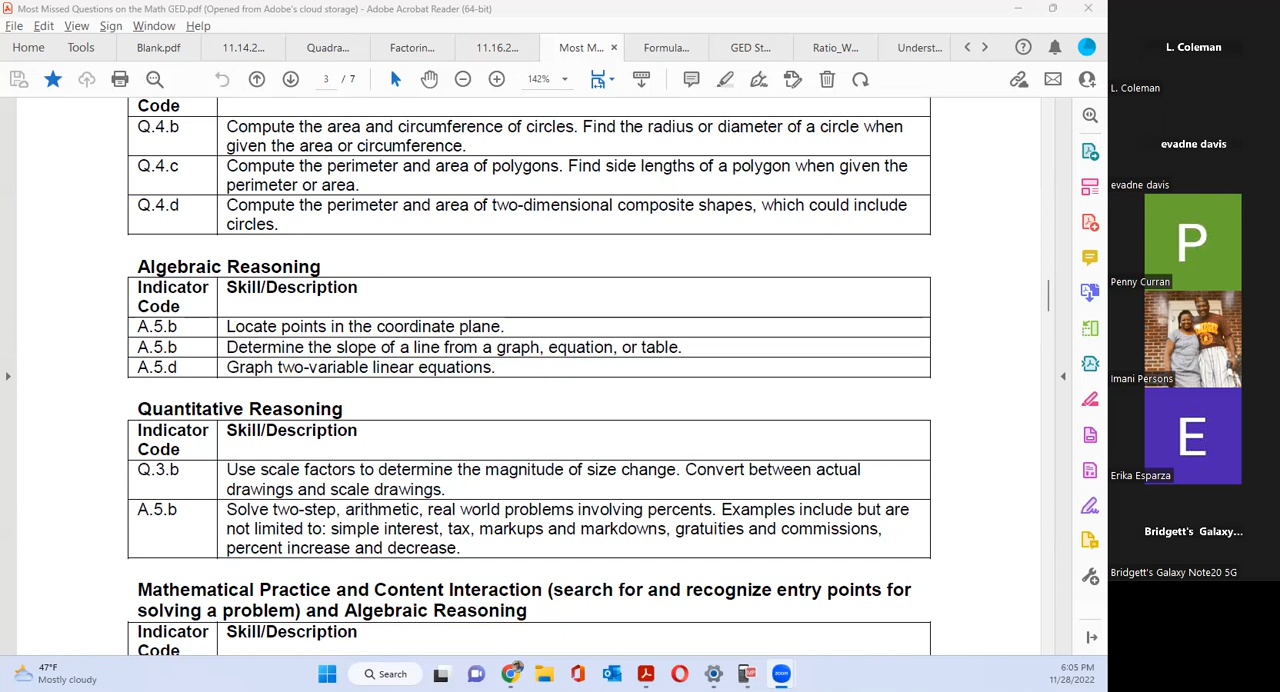 Most Missed Questions on the Math GED.pdf (Opened from Adobe's cloud storage) - Adobe Acrobat Reader (64-bit)
File Edit View Sign Window Help
Home Tools Blank.pdf 11.14.2... Quadra... Factorin... 11.16.2... Most M... × Formula... GED St... Ratio_W... Underst...
3 / 7 142%
Code
Q.4.b Compute the area and circumference of circles. Find the radius or diameter of a circle when
given the area or circumference.
Q.4.c Compute the perimeter and area of polygons. Find side lengths of a polygon when given the
perimeter or area.
Q.4.d Compute the perimeter and area of two-dimensional composite shapes, which could include
circles.
Algebraic Reasoning
Indicator Skill/Description
Code
A.5.b Locate points in the coordinate plane.
A.5.b Determine the slope of a line from a graph, equation, or table.
A.5.d Graph two-variable linear equations.
Quantitative Reasoning
Indicator Skill/Description
Code
Q.3.b Use scale factors to determine the magnitude of size change. Convert between actual
drawings and scale drawings.
A.5.b Solve two-step, arithmetic, real world problems involving percents. Examples include but are
not limited to: simple interest, tax, markups and markdowns, gratuities and commissions,
percent increase and decrease.
Mathematical Practice and Content Interaction (search for and recognize entry points for
solving a problem) and Algebraic Reasoning
Indicator Skill/Description
Code
L. Coleman
L. Coleman
evadne davis
evadne davis
P
Penny Curran
Imani Persons
E
Erika Esparza
Bridgett's Galaxy...
Bridgett's Galaxy Note20 5G
47°F
Mostly cloudy
Search
zoom
6:05 PM
11/28/2022